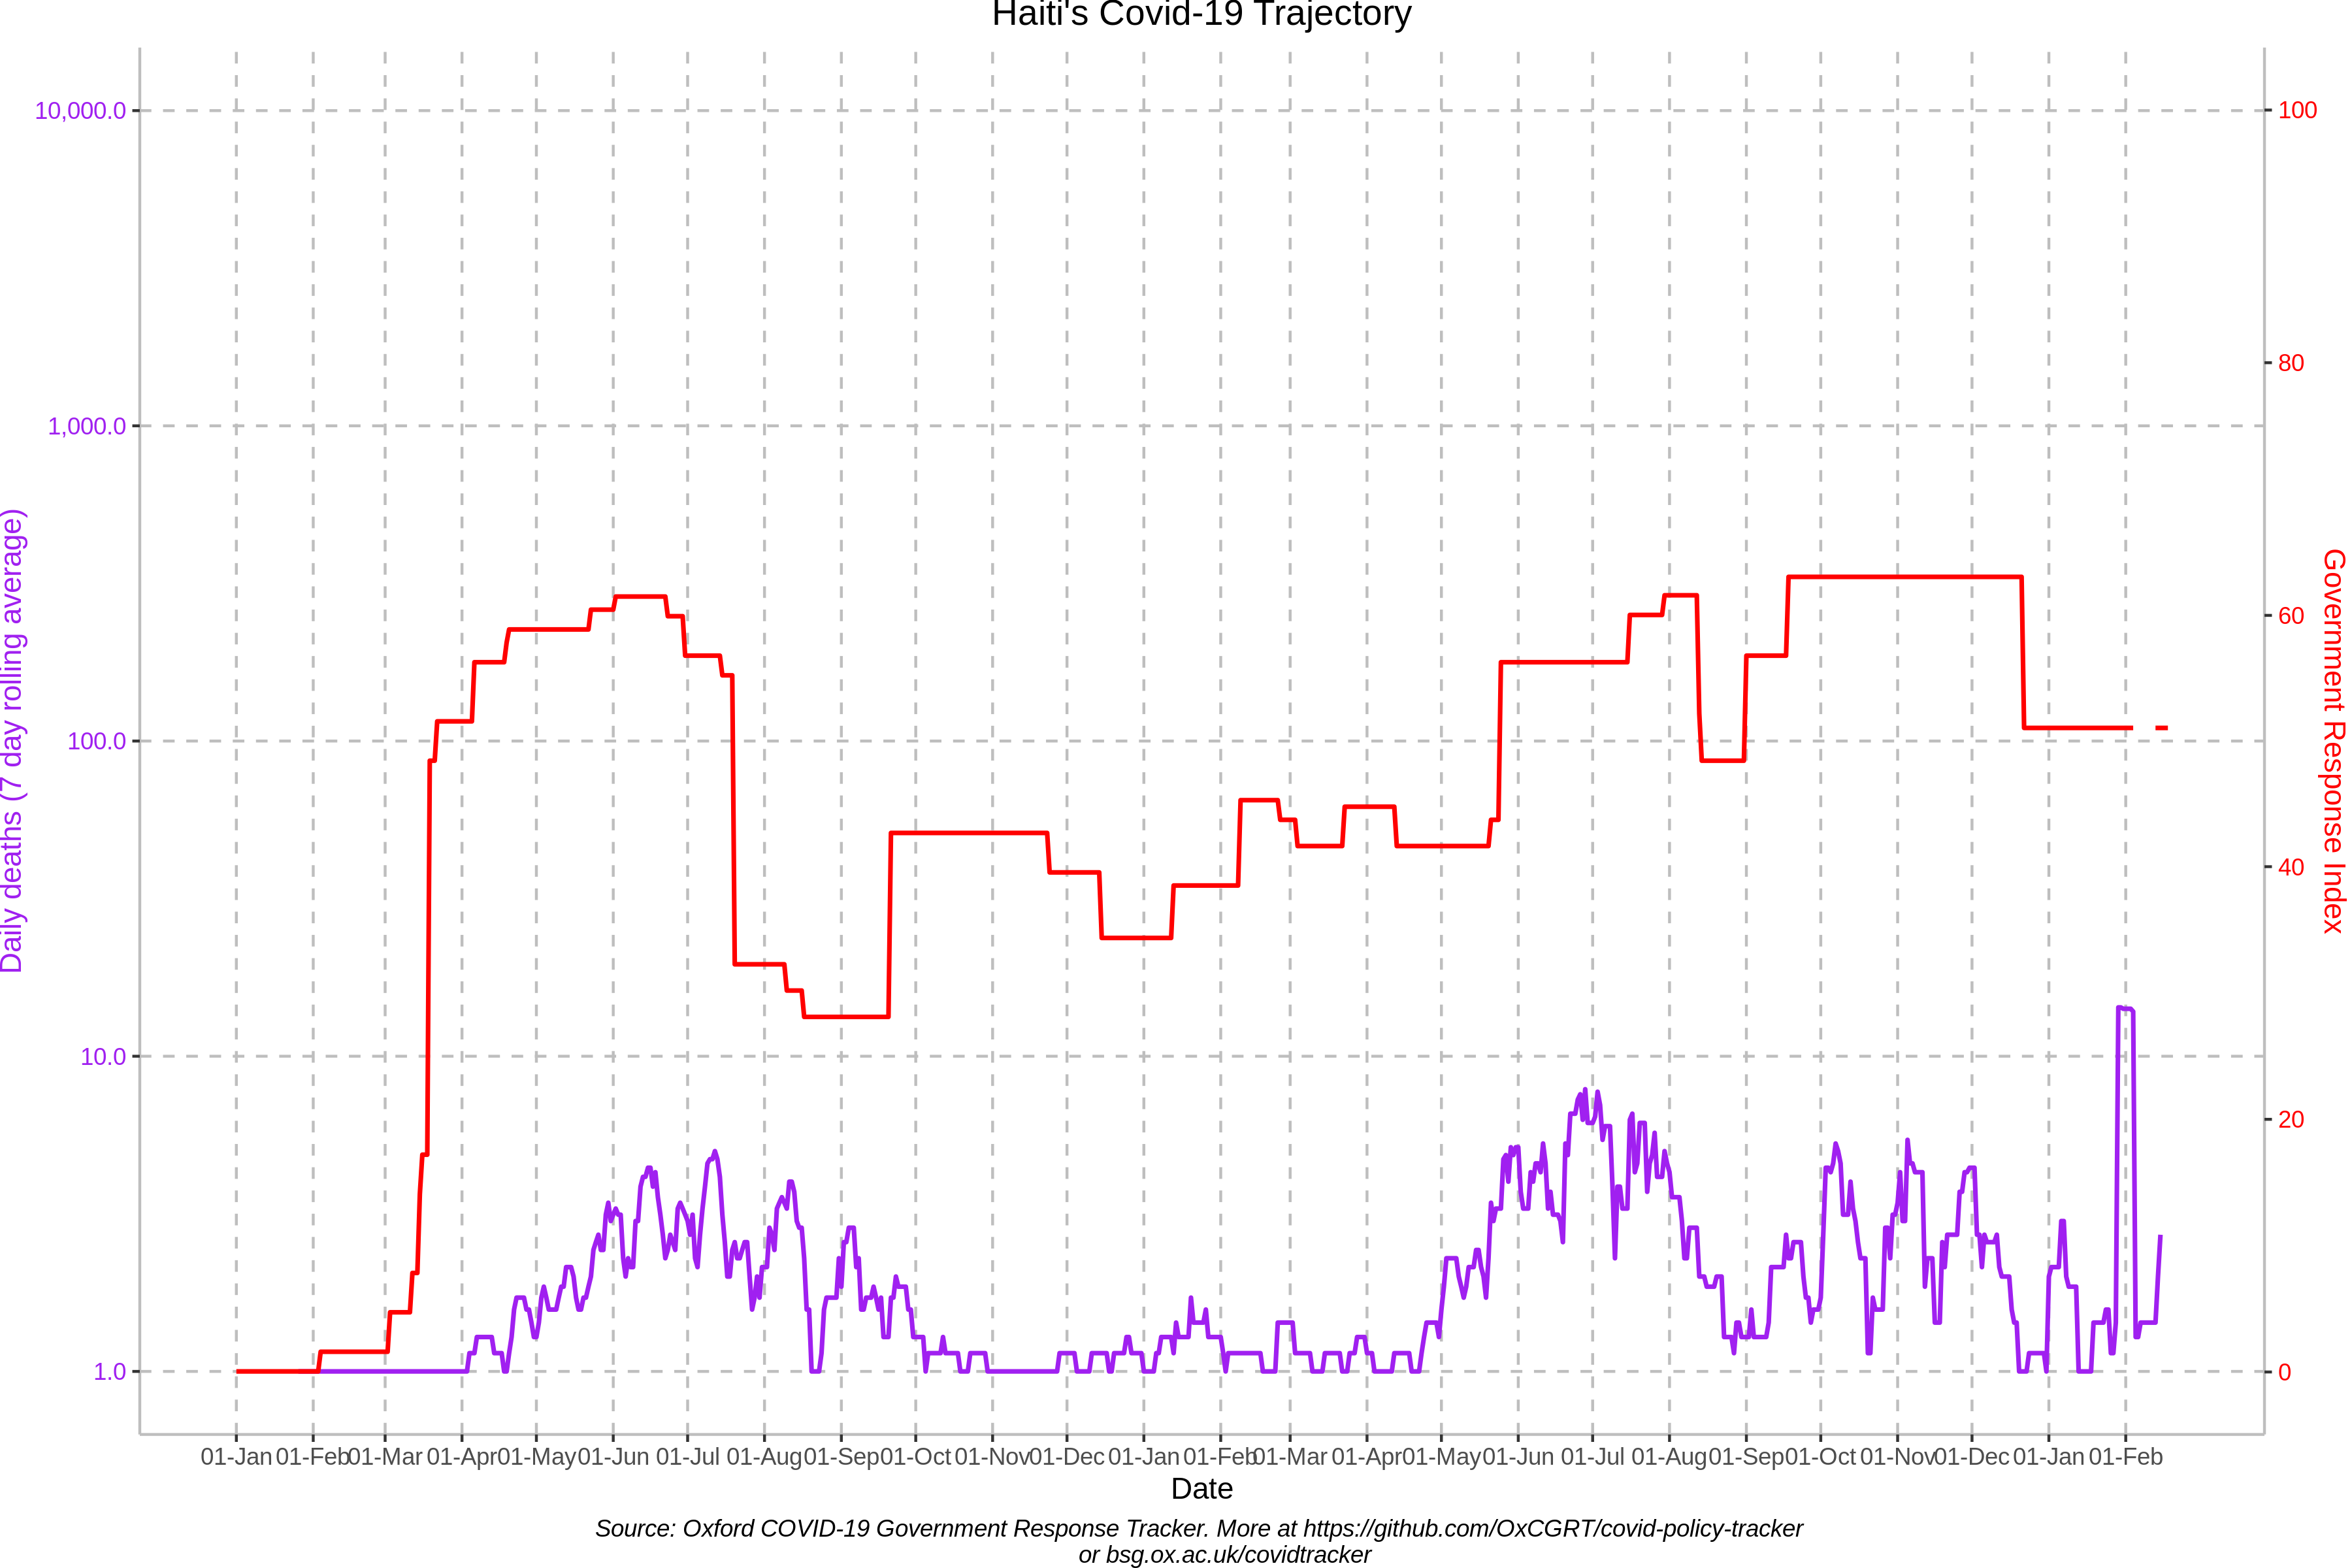 Haiti's Covid-19 Trajectory
10,000.0
1,000.0
100.0
10.0
1.0
Daily deaths (7 day rolling average)
100
80
60
40
20
0
Government Response Index
01-Jan 01-Feb 01-Mar 01-Apr 01-May 01-Jun 01-Jul 01-Aug 01-Sep 01-Oct 01-Nov 01-Dec 01-Jan 01-Feb 01-Mar 01-Apr 01-May 01-Jun 01-Jul 01-Aug 01-Sep 01-Oct 01-Nov 01-Dec 01-Jan 01-Feb
Date
Source: Oxford COVID-19 Government Response Tracker. More at https://github.com/OxCGRT/covid-policy-tracker
or bsg.ox.ac.uk/covidtracker